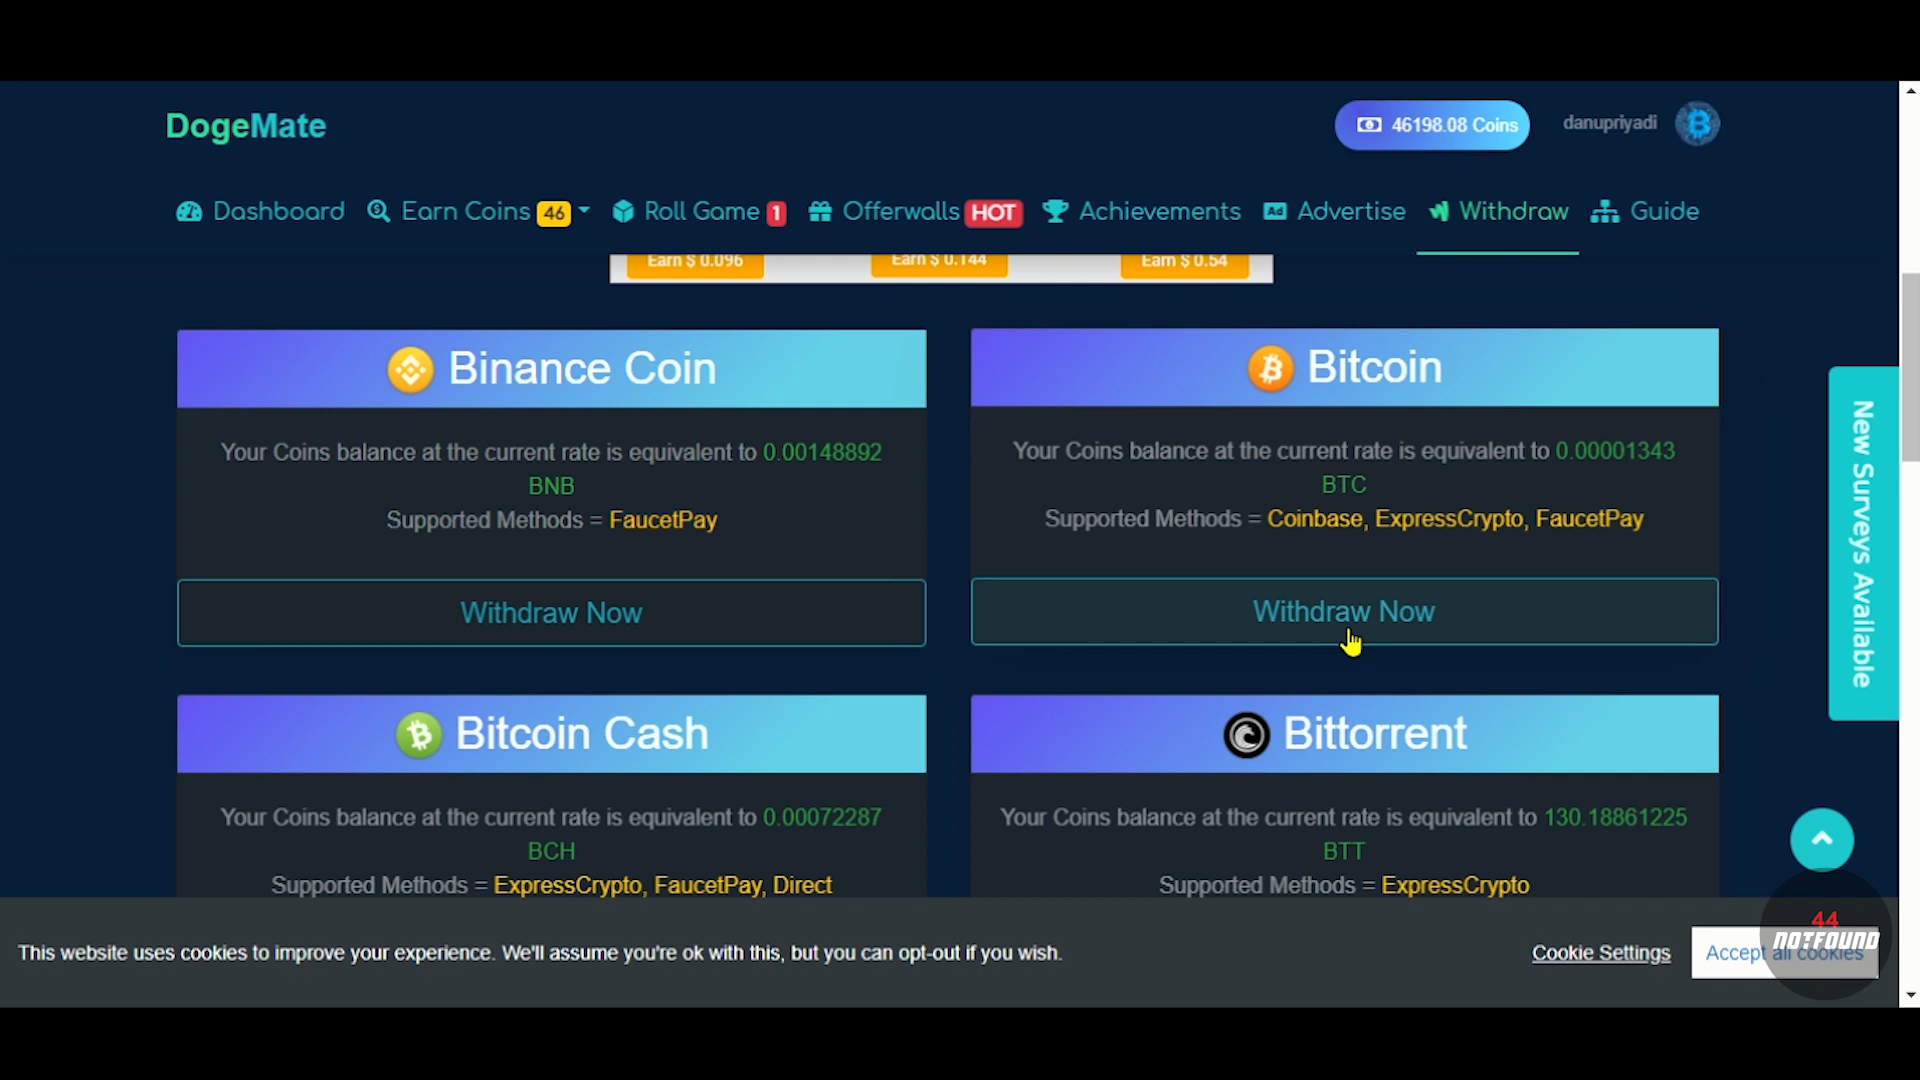 DogeMate
46198.08 Coins
danupriyadi
Dashboard Earn Coins 46 Roll Game 1 Offerwalls HOT Achievements Advertise Withdraw Guide
Earn $ 0.096 Earn $ 0.144 Earn $ 0.54
Binance Coin
Your Coins balance at the current rate is equivalent to 0.00148892
BNB
Supported Methods = FaucetPay
Withdraw Now
Bitcoin
Your Coins balance at the current rate is equivalent to 0.00001343
BTC
Supported Methods = Coinbase, ExpressCrypto, FaucetPay
Withdraw Now
New Surveys Available
Bitcoin Cash
Your Coins balance at the current rate is equivalent to 0.00072287
BCH
Supported Methods = ExpressCrypto, FaucetPay, Direct
Bittorrent
Your Coins balance at the current rate is equivalent to 130.18861225
BTT
Supported Methods = ExpressCrypto
This website uses cookies to improve your experience. We'll assume you're ok with this, but you can opt-out if you wish.
Cookie Settings
Accept all cookies
44
NOTFOUND